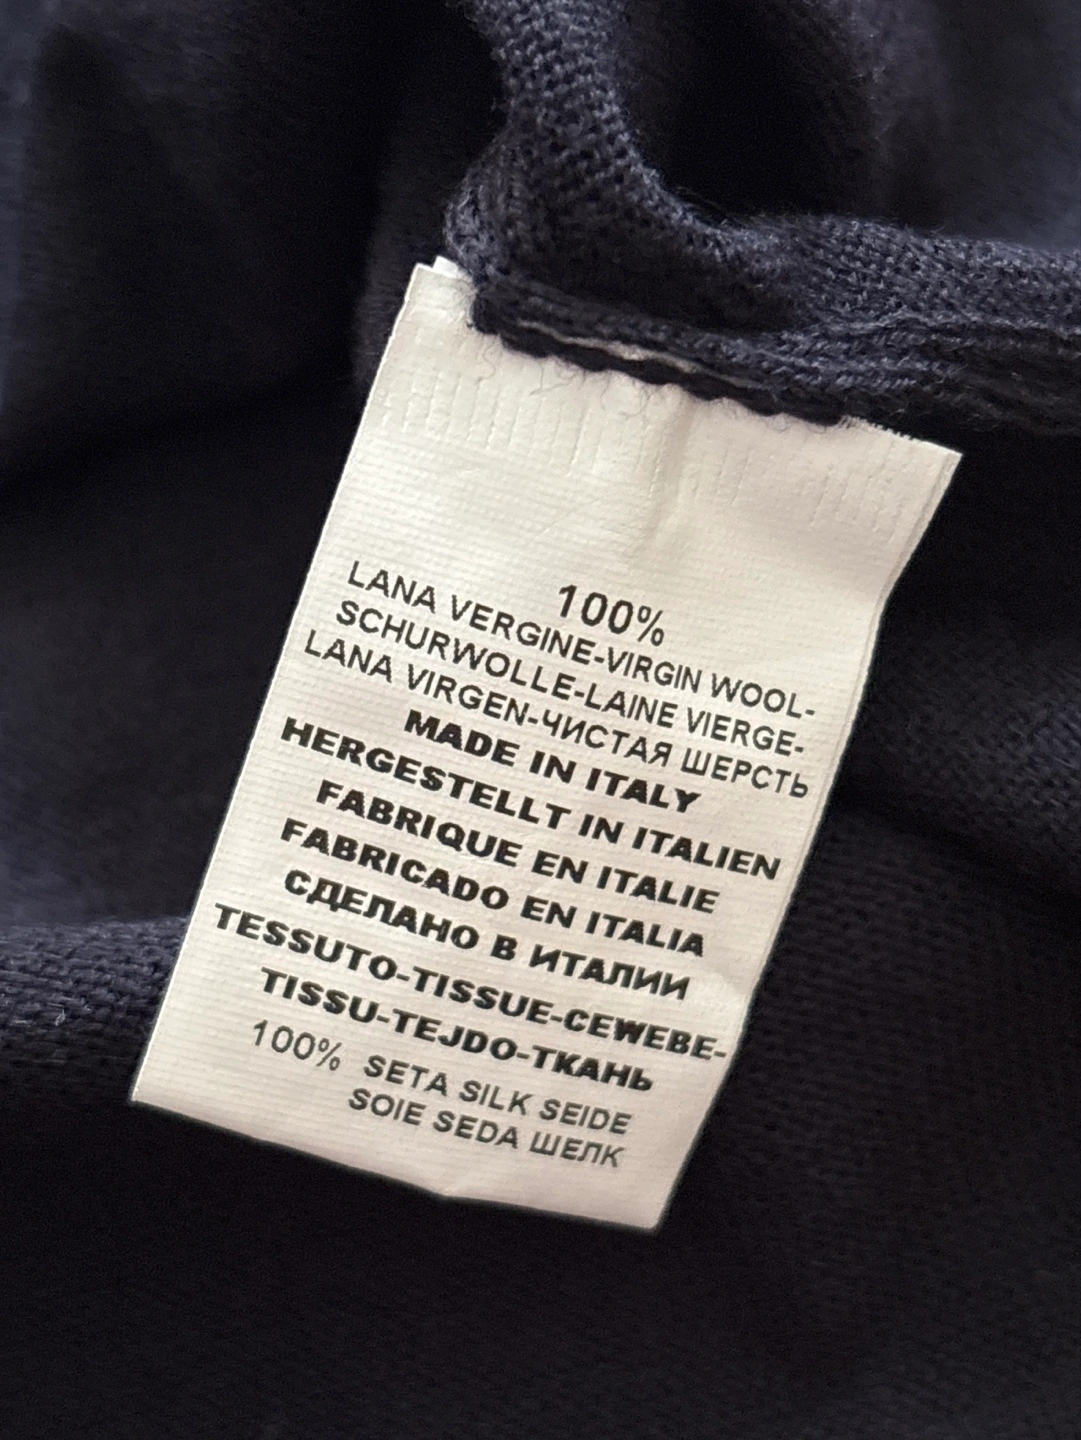 100%
LANA VERGINE-VIRGIN WOOL-
SCHURWOLLE-LAINE VIERGE-
LANA VIRGEN-ЧИСТАЯ ШЕРСТЬ
MADE IN ITALY
HERGESTELLT IN ITALIEN
FABRIQUE EN ITALIE
FABRICADO EN ITALIA
СДЕЛАНО В ИТАЛИИ
TESSUTO-TISSUE-CEWEBE-
TISSU-TEJDO-ТКАНЬ
100% SETA SILK SEIDE
SOIE SEDA ШЕЛК